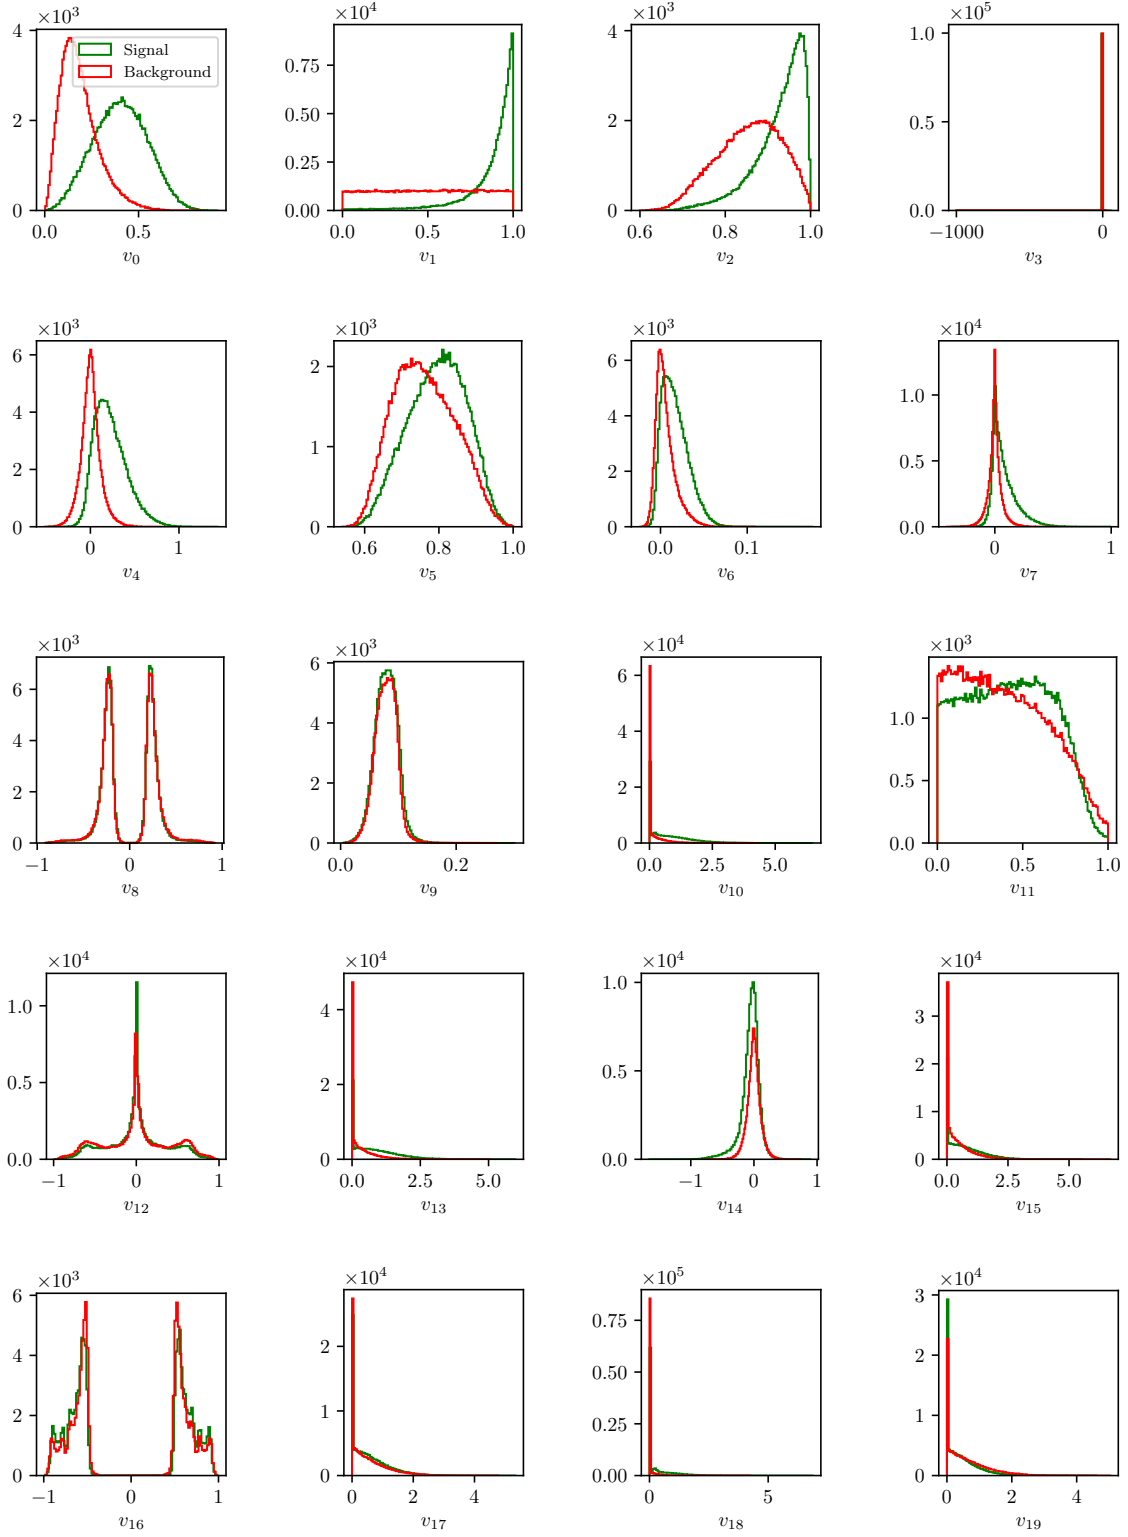 ×10³ ×10⁴ ×10³ ×10⁵
4 2 0
Signal
Background
0.0 0.5
v₀
0.75 0.50 0.25 0.00
0.0 0.5 1.0
v₁
4 2 0
0.6 0.8 1.0
v₂
1.0 0.5 0.0
−1000 0
v₃
×10³ ×10³ ×10³ ×10⁴
6 4 2 0
0 1
v₄
2 1 0
0.6 0.8 1.0
v₅
6 4 2 0
0.0 0.1
v₆
1.0 0.5 0.0
0 1
v₇
×10³ ×10³ ×10⁴ ×10³
6 4 2 0
−1 0 1
v₈
6 4 2 0
0.0 0.2
v₉
6 4 2 0
0.0 2.5 5.0
v₁₀
1.0 0.5 0.0
0.0 0.5 1.0
v₁₁
×10⁴ ×10⁴ ×10⁴ ×10⁴
1.0 0.5 0.0
−1 0 1
v₁₂
4 2 0
0.0 2.5 5.0
v₁₃
1.0 0.5 0.0
−1 0 1
v₁₄
3 2 1 0
0.0 2.5 5.0
v₁₅
×10³ ×10⁴ ×10⁵ ×10⁴
6 4 2 0
−1 0 1
v₁₆
2 1 0
0 2 4
v₁₇
0.75 0.50 0.25 0.00
0 5
v₁₈
3 2 1 0
0 2 4
v₁₉